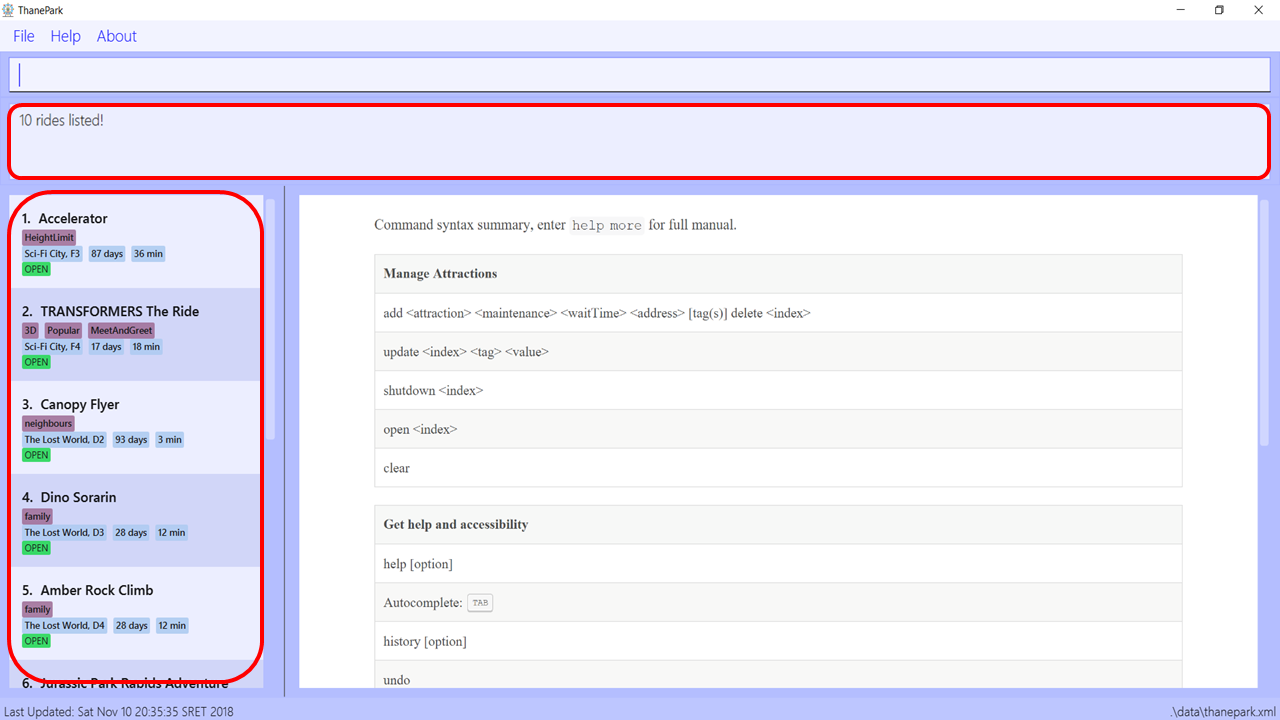 ThanePark
File Help About
10 rides listed!
1. Accelerator
HeightLimit
Sci-Fi City, F3 87 days 36 min
OPEN
2. TRANSFORMERS The Ride
3D Popular MeetAndGreet
Sci-Fi City, F4 17 days 18 min
OPEN
3. Canopy Flyer
neighbours
The Lost World, D2 93 days 3 min
OPEN
4. Dino Sorarin
family
The Lost World, D3 28 days 12 min
OPEN
5. Amber Rock Climb
family
The Lost World, D4 28 days 12 min
OPEN
6. Jurassic Park Rapids Adventure
Command syntax summary, enter help more for full manual.
Manage Attractions
add <attraction> <maintenance> <waitTime> <address> [tag(s)] delete <index>
update <index> <tag> <value>
shutdown <index>
open <index>
clear
Get help and accessibility
help [option]
Autocomplete: TAB
history [option]
undo
Last Updated: Sat Nov 10 20:35:35 SRET 2018
.\data\thanepark.xml